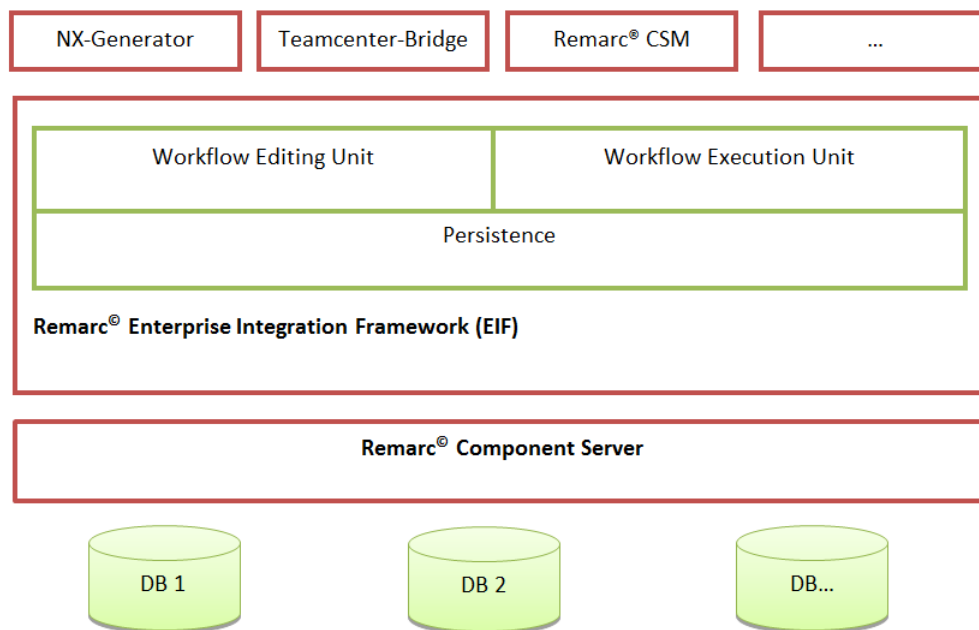 NX-Generator
Teamcenter-Bridge
Remarc® CSM
...
Workflow Editing Unit
Workflow Execution Unit
Persistence
Remarc© Enterprise Integration Framework (EIF)
Remarc© Component Server
DB 1
DB 2
DB...